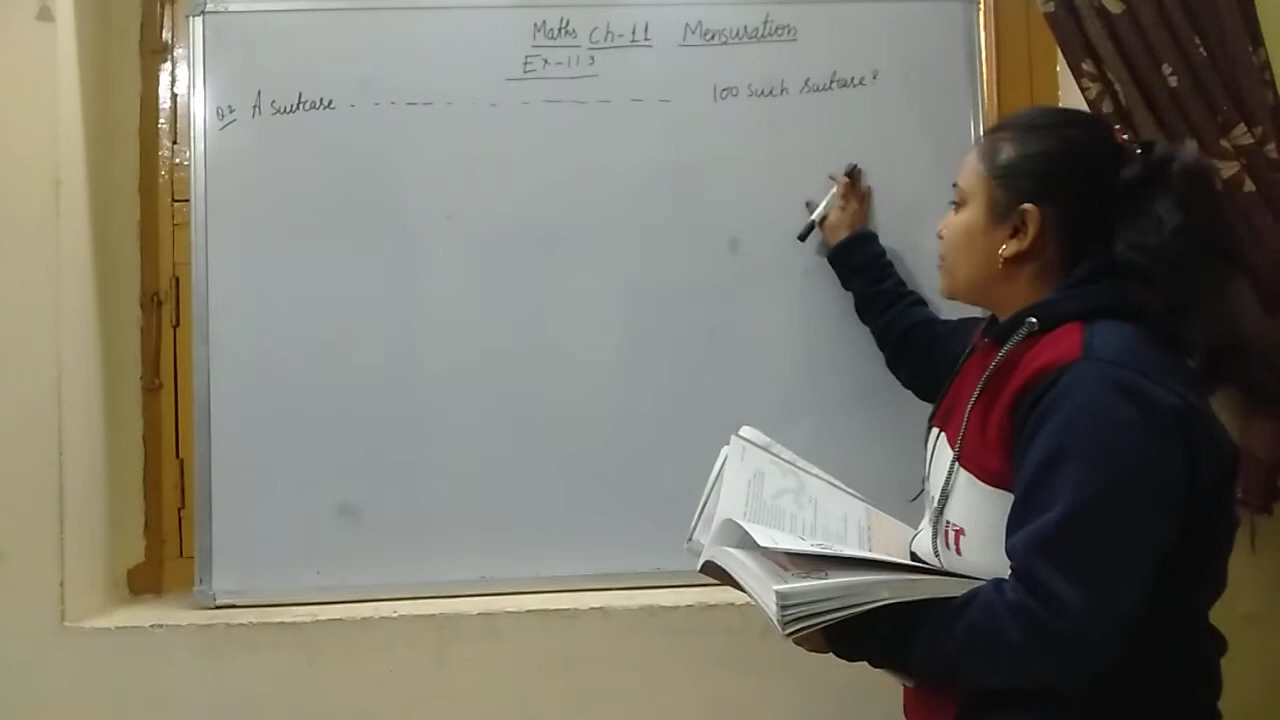 Maths Ch-11 Mensuration
Ex-11.3
Q2 A suitcase - - - - - - - - - - - - 100 such suitcase?